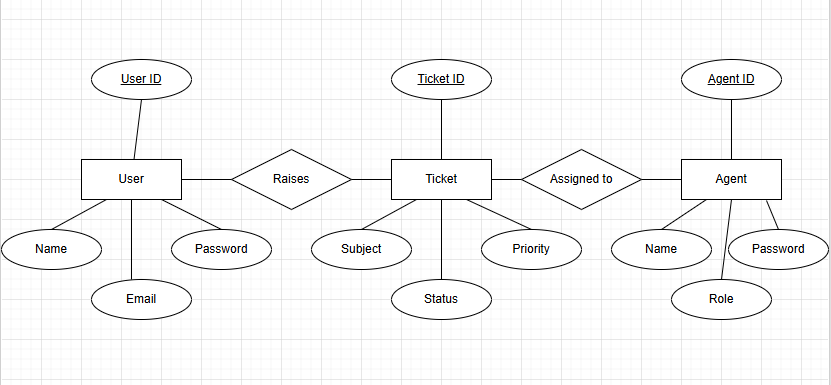 User ID
Ticket ID
Agent ID
User
Raises
Ticket
Assigned to
Agent
Name
Password
Subject
Priority
Name
Password
Email
Status
Role